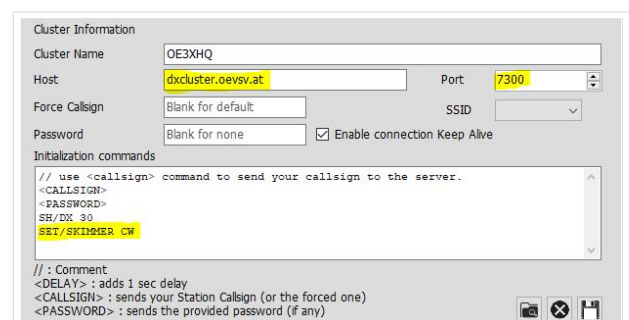 Cluster Information
Cluster Name OE3XHQ
Host dxcluster.oevsv.at Port 7300
Force Callsign Blank for default SSID
Password Blank for none Enable connection Keep Alive
Initialization commands
// use <callsign> command to send your callsign to the server.
<CALLSIGN>
<PASSWORD>
SH/DX 30
SET/SKIMMER CW
// : Comment
<DELAY> : adds 1 sec delay
<CALLSIGN> : sends your Station Callsign (or the forced one)
<PASSWORD> : sends the provided password (if any)